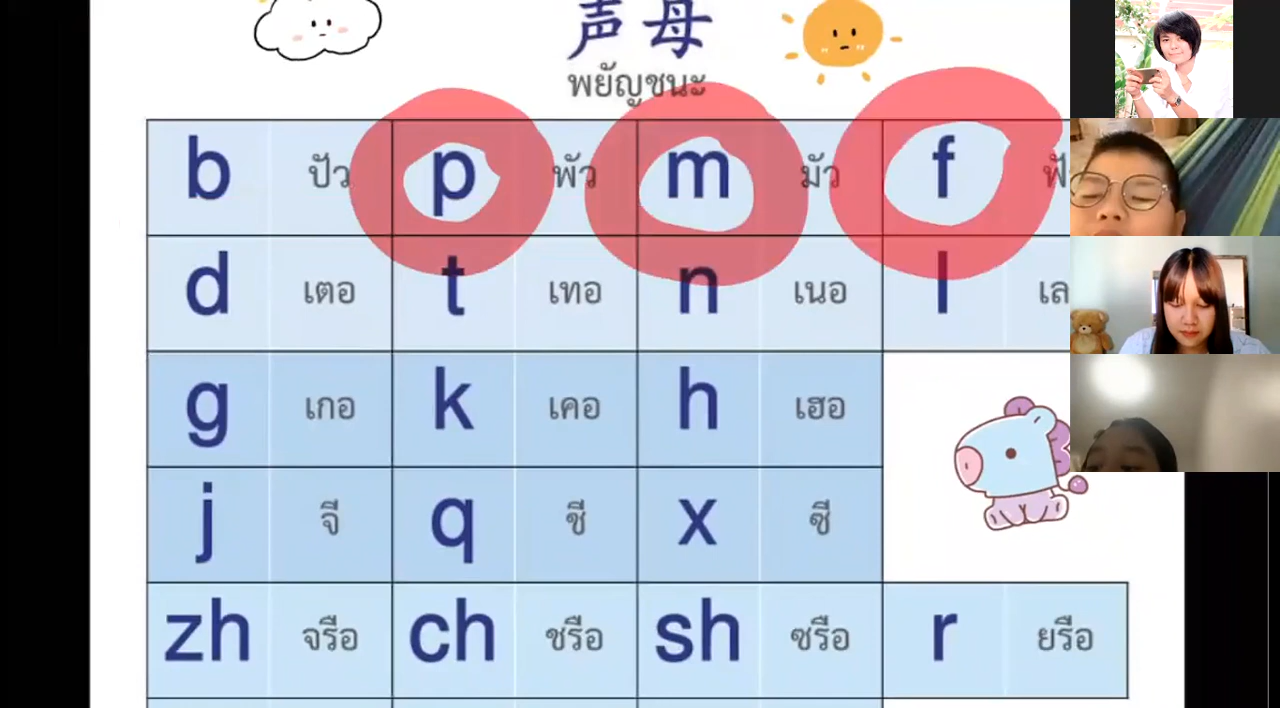 声母
พยัญชนะ
b ปัว p พัว m มัว f
d เตอ t เทอ n เนอ l
g เกอ k เคอ h เฮอ
j จี q ชี x ซี
zh จรือ ch ชรือ sh ซรือ r ยรือ